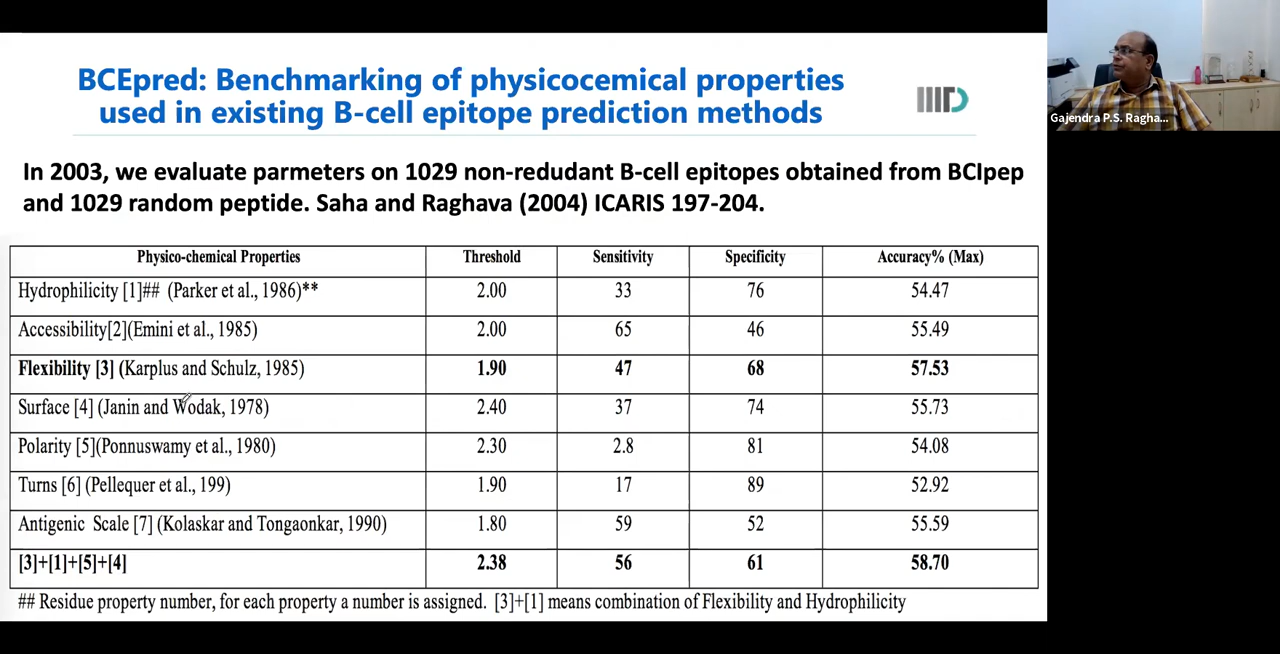 BCEpred: Benchmarking of physicocemical properties
used in existing B-cell epitope prediction methods
IIITD
Gajendra P.S. Ragha...
In 2003, we evaluate parmeters on 1029 non-redudant B-cell epitopes obtained from BCIpep
and 1029 random peptide. Saha and Raghava (2004) ICARIS 197-204.
Physico-chemical Properties Threshold Sensitivity Specificity Accuracy% (Max)
Hydrophilicity [1]## (Parker et al., 1986)** 2.00 33 76 54.47
Accessibility[2](Emini et al., 1985) 2.00 65 46 55.49
Flexibility [3] (Karplus and Schulz, 1985) 1.90 47 68 57.53
Surface [4] (Janin and Wodak, 1978) 2.40 37 74 55.73
Polarity [5](Ponnuswamy et al., 1980) 2.30 2.8 81 54.08
Turns [6] (Pellequer et al., 199) 1.90 17 89 52.92
Antigenic Scale [7] (Kolaskar and Tongaonkar, 1990) 1.80 59 52 55.59
[3]+[1]+[5]+[4] 2.38 56 61 58.70
## Residue property number, for each property a number is assigned. [3]+[1] means combination of Flexibility and Hydrophilicity